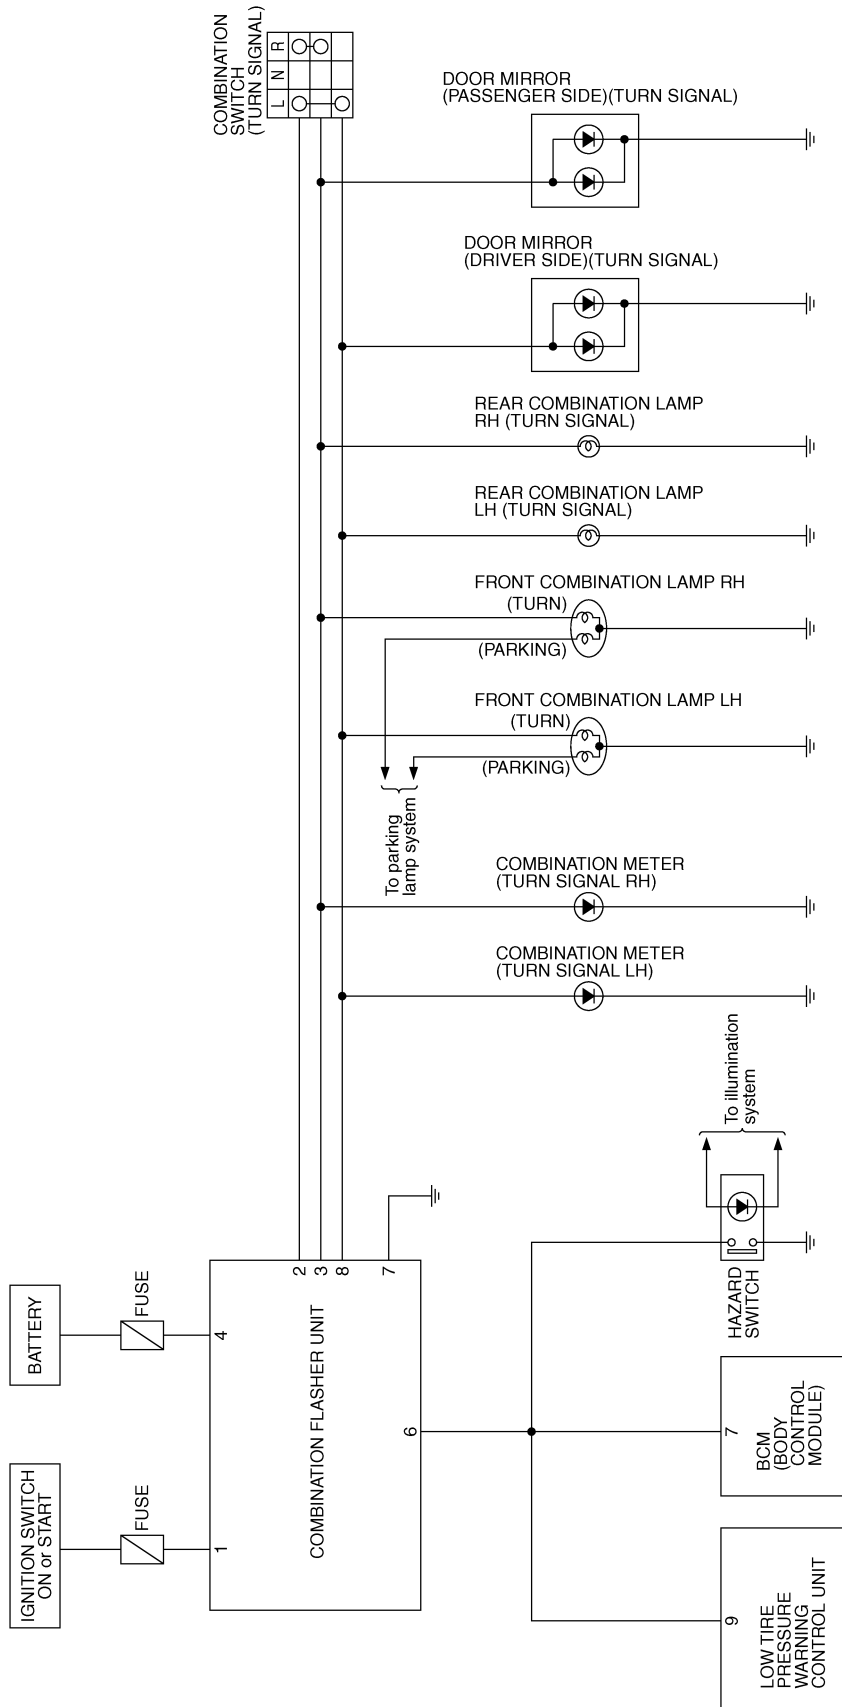 COMBINATION
SWITCH
(TURN SIGNAL)
L N R
DOOR MIRROR
(PASSENGER SIDE)(TURN SIGNAL)
DOOR MIRROR
(DRIVER SIDE)(TURN SIGNAL)
REAR COMBINATION LAMP
RH (TURN SIGNAL)
REAR COMBINATION LAMP
LH (TURN SIGNAL)
FRONT COMBINATION LAMP RH
(TURN)
(PARKING)
FRONT COMBINATION LAMP LH
(TURN)
(PARKING)
To parking
lamp system
COMBINATION METER
(TURN SIGNAL RH)
COMBINATION METER
(TURN SIGNAL LH)
To illumination
system
HAZARD
SWITCH
2
3
8
7
BATTERY
FUSE
4
COMBINATION FLASHER UNIT
6
IGNITION SWITCH
ON or START
FUSE
1
7
BCM
(BODY
CONTROL
MODULE)
9
LOW TIRE
PRESSURE
WARNING
CONTROL UNIT